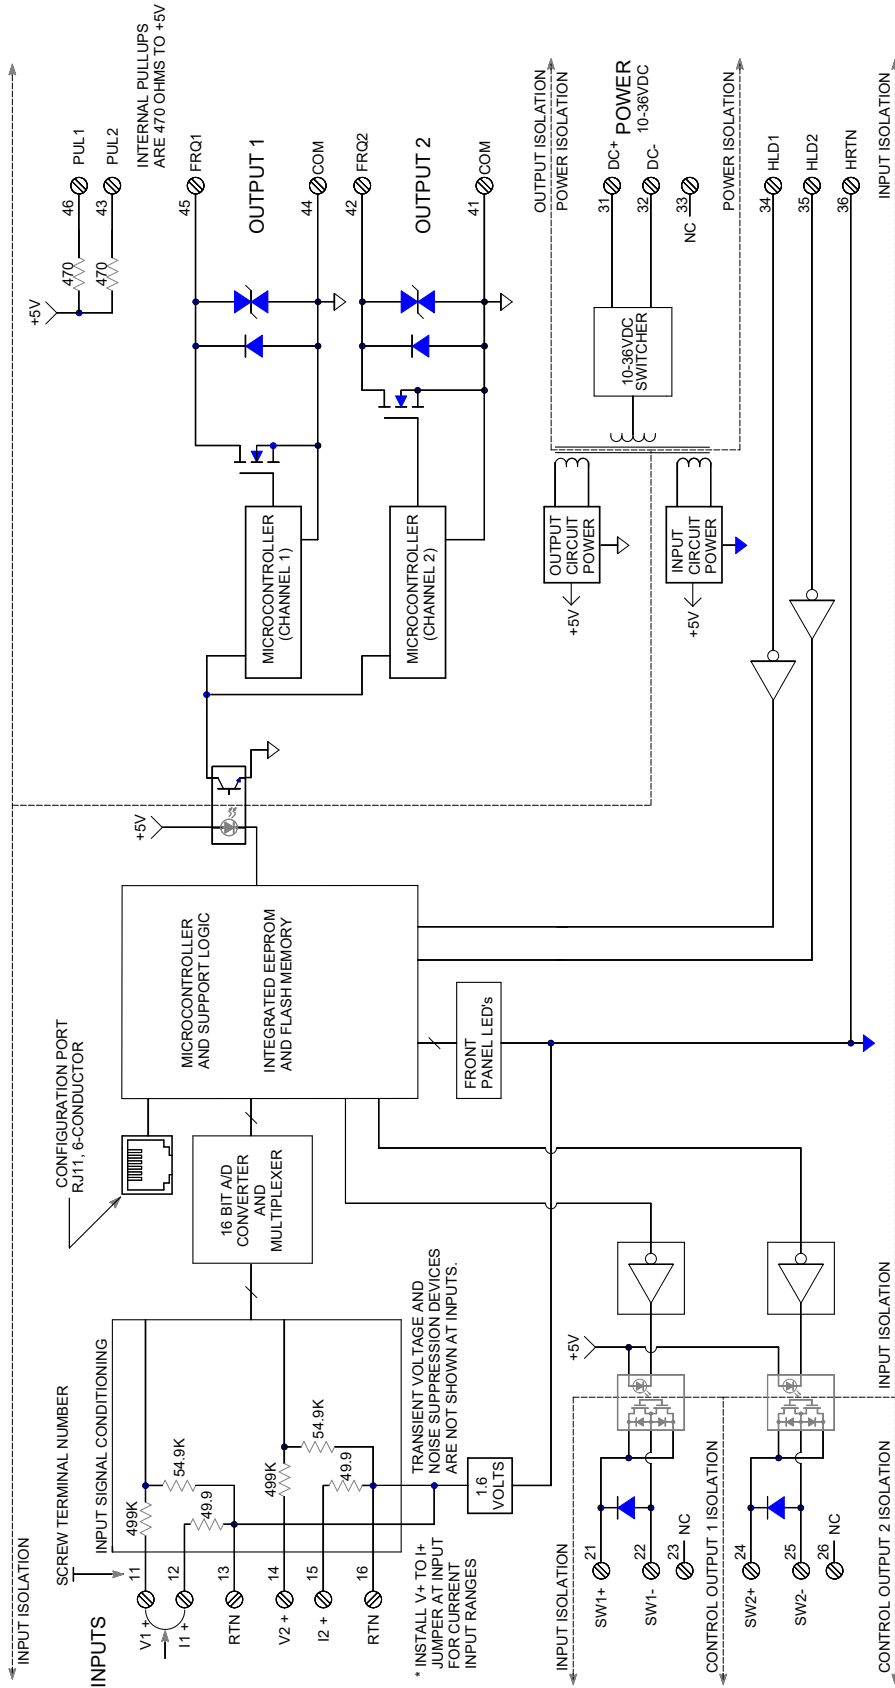 INPUT ISOLATION
INPUTS
SCREW TERMINAL NUMBER
11
V1 +
12
I1 +
13
RTN
14
V2 +
15
I2 +
16
RTN
* INSTALL V+ TO I+
JUMPER AT INPUT
FOR CURRENT
INPUT RANGES
INPUT SIGNAL CONDITIONING
499K
54.9K
49.9
499K
54.9K
49.9
TRANSIENT VOLTAGE AND
NOISE SUPPRESSION DEVICES
ARE NOT SHOWN AT INPUTS.
1.6
VOLTS
CONFIGURATION PORT
RJ11, 6-CONDUCTOR
16 BIT A/D
CONVERTER
AND
MULTIPLEXER
MICROCONTROLLER
AND SUPPORT LOGIC
INTEGRATED EEPROM
AND FLASH MEMORY
FRONT
PANEL LED's
+5V
MICROCONTROLLER
(CHANNEL 1)
MICROCONTROLLER
(CHANNEL 2)
+5V
470
470
46
PUL1
43
PUL2
INTERNAL PULLUPS
ARE 470 OHMS TO +5V
45
FRQ1
OUTPUT 1
44
COM
42
FRQ2
OUTPUT 2
41
COM
OUTPUT ISOLATION
POWER ISOLATION
+5V
OUTPUT
CIRCUIT
POWER
10-36VDC
SWITCHER
31
DC+
POWER
10-36VDC
32
DC-
33
NC
+5V
INPUT
CIRCUIT
POWER
POWER ISOLATION
34
HLD1
35
HLD2
36
HRTN
INPUT ISOLATION
INPUT ISOLATION
+5V
21
SW1+
22
SW1-
23
NC
CONTROL OUTPUT 1 ISOLATION
24
SW2+
25
SW2-
26
NC
CONTROL OUTPUT 2 ISOLATION
INPUT ISOLATION